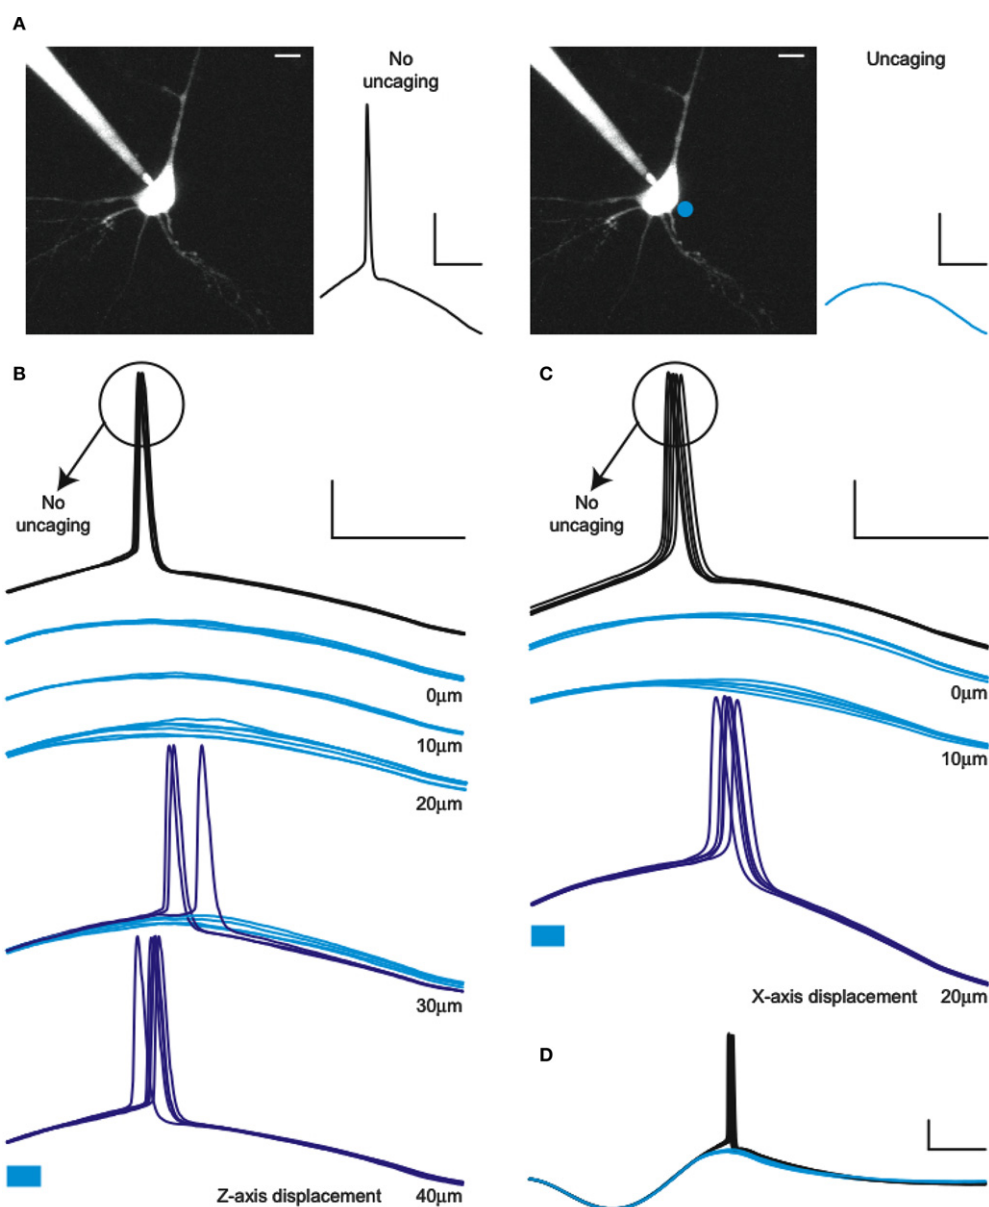 A
No
uncaging
Uncaging
B
No
uncaging
0μm
10μm
20μm
30μm
Z-axis displacement 40μm
C
No
uncaging
0μm
10μm
X-axis displacement 20μm
D